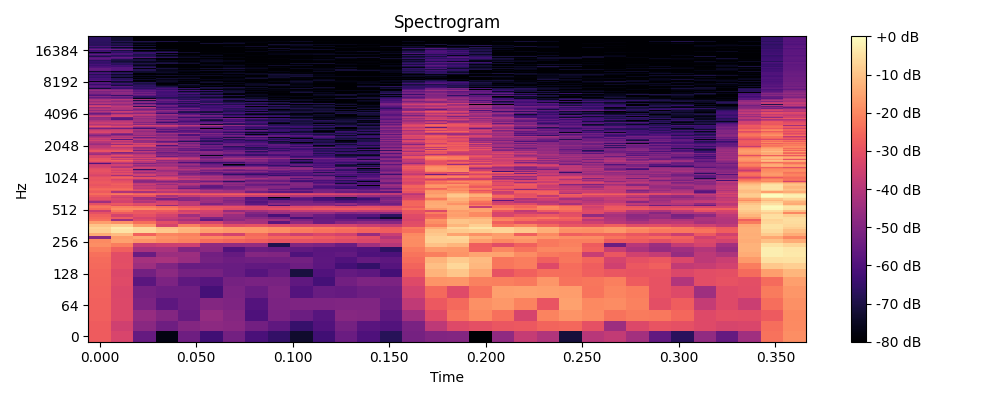 Spectrogram
Hz
16384
8192
4096
2048
1024
512
256
128
64
0
0.000 0.050 0.100 0.150 0.200 0.250 0.300 0.350
Time
+0 dB
-10 dB
-20 dB
-30 dB
-40 dB
-50 dB
-60 dB
-70 dB
-80 dB